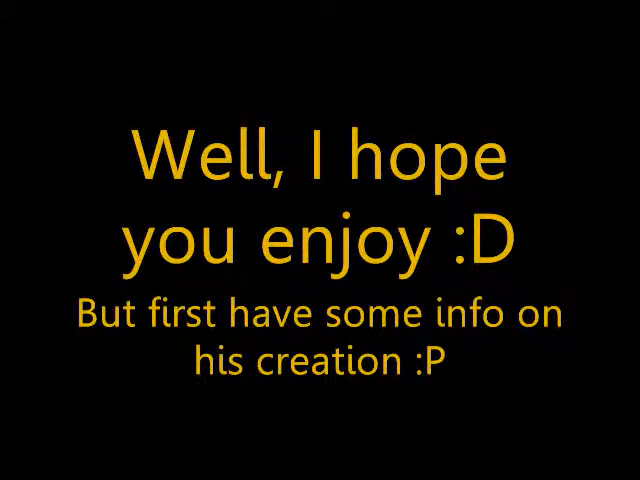 Well, I hope
you enjoy :D
But first have some info on
his creation :P